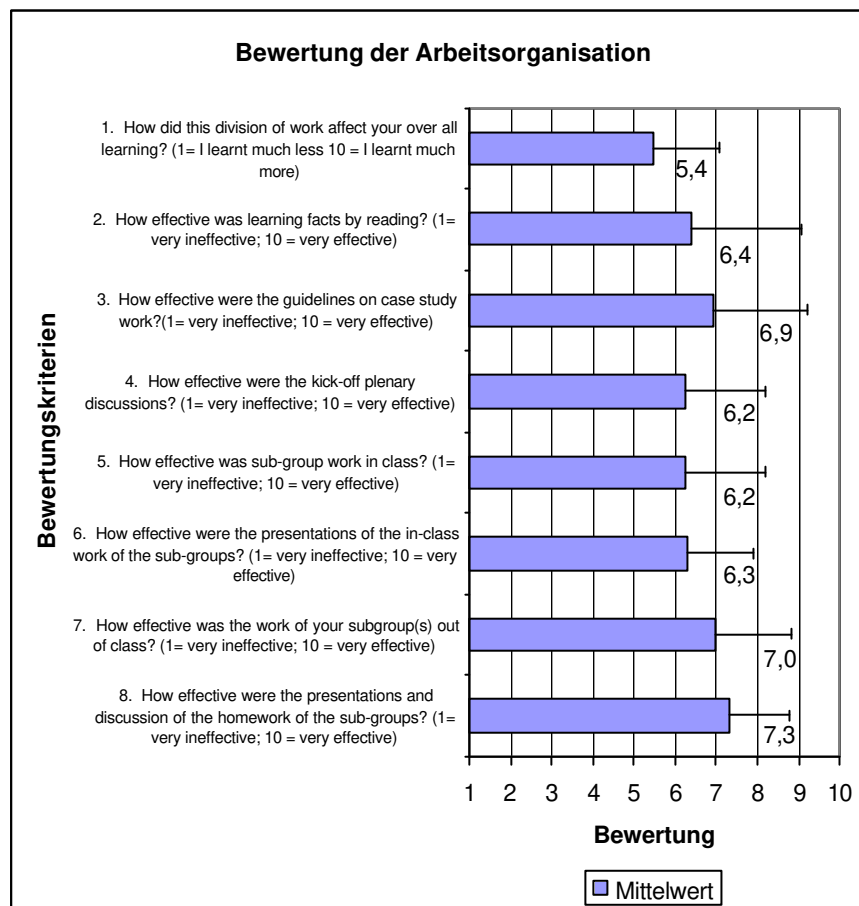 Bewertung der Arbeitsorganisation
Bewertungskriterien
1. How did this division of work affect your over all
learning? (1= I learnt much less 10 = I learnt much
more)
5,4
2. How effective was learning facts by reading? (1=
very ineffective; 10 = very effective)
6,4
3. How effective were the guidelines on case study
work?(1= very ineffective; 10 = very effective)
6,9
4. How effective were the kick-off plenary
discussions? (1= very ineffective; 10 = very effective)
6,2
5. How effective was sub-group work in class? (1=
very ineffective; 10 = very effective)
6,2
6. How effective were the presentations of the in-class
work of the sub-groups? (1= very ineffective; 10 = very
effective)
6,3
7. How effective was the work of your subgroup(s) out
of class? (1= very ineffective; 10 = very effective)
7,0
8. How effective were the presentations and
discussion of the homework of the sub-groups? (1=
very ineffective; 10 = very effective)
7,3
1 2 3 4 5 6 7 8 9 10
Bewertung
Mittelwert